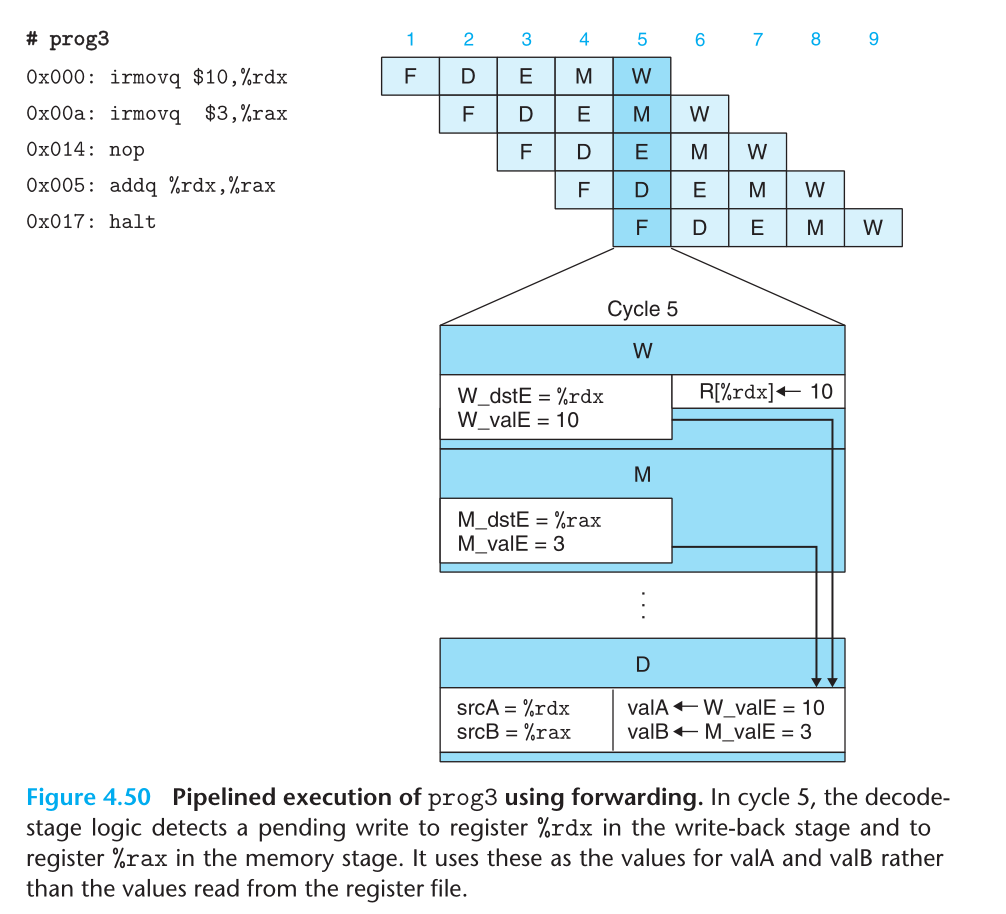 # prog3
1 2 3 4 5 6 7 8 9
0x000: irmovq $10,%rdx F D E M W
0x00a: irmovq  $3,%rax F D E M W
0x014: nop F D E M W
0x005: addq %rdx,%rax F D E M W
0x017: halt F D E M W
Cycle 5
W
W_dstE = %rdx R[%rdx]← 10
W_valE = 10
M
M_dstE = %rax
M_valE = 3
⋮
D
srcA = %rdx valA ← W_valE = 10
srcB = %rax valB ← M_valE = 3
Figure 4.50 Pipelined execution of prog3 using forwarding. In cycle 5, the decode-
stage logic detects a pending write to register %rdx in the write-back stage and to
register %rax in the memory stage. It uses these as the values for valA and valB rather
than the values read from the register file.